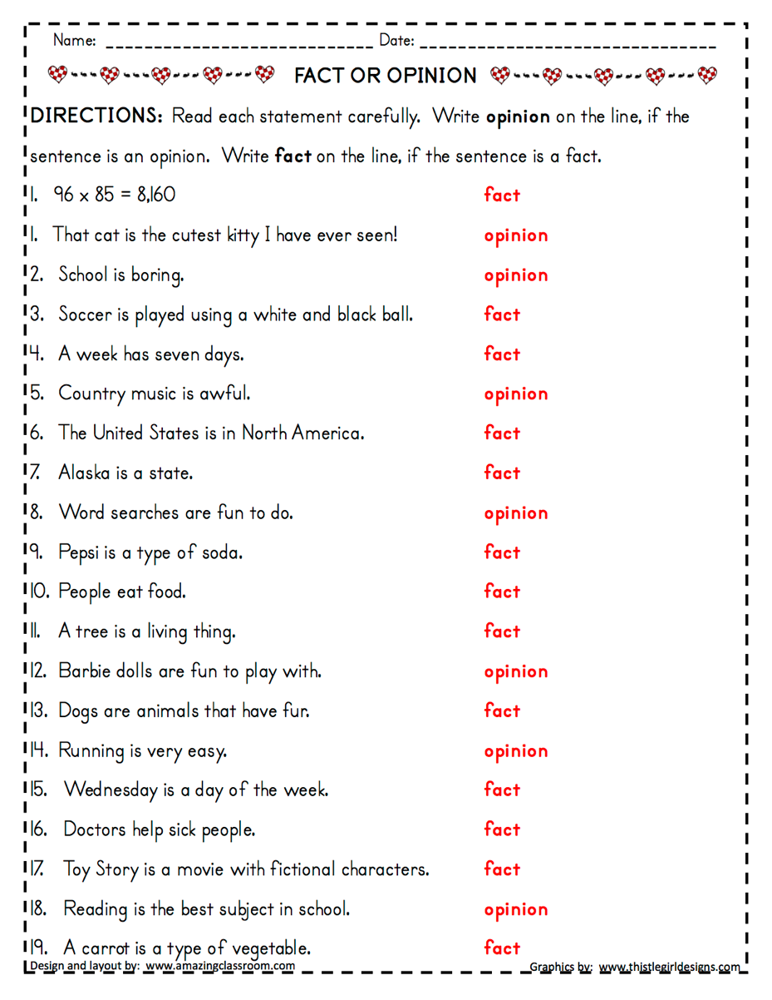 Name: ____________________________ Date: _______________________________
FACT OR OPINION
DIRECTIONS: Read each statement carefully. Write opinion on the line, if the
sentence is an opinion. Write fact on the line, if the sentence is a fact.
1. 96 x 85 = 8,160 fact
1. That cat is the cutest kitty I have ever seen! opinion
2. School is boring. opinion
3. Soccer is played using a white and black ball. fact
4. A week has seven days. fact
5. Country music is awful. opinion
6. The United States is in North America. fact
7. Alaska is a state. fact
8. Word searches are fun to do. opinion
9. Pepsi is a type of soda. fact
10. People eat food. fact
11. A tree is a living thing. fact
12. Barbie dolls are fun to play with. opinion
13. Dogs are animals that have fur. fact
14. Running is very easy. opinion
15. Wednesday is a day of the week. fact
16. Doctors help sick people. fact
17. Toy Story is a movie with fictional characters. fact
18. Reading is the best subject in school. opinion
19. A carrot is a type of vegetable. fact
Design and layout by: www.amazingclassroom.com Graphics by: www.thistlegirldesigns.com